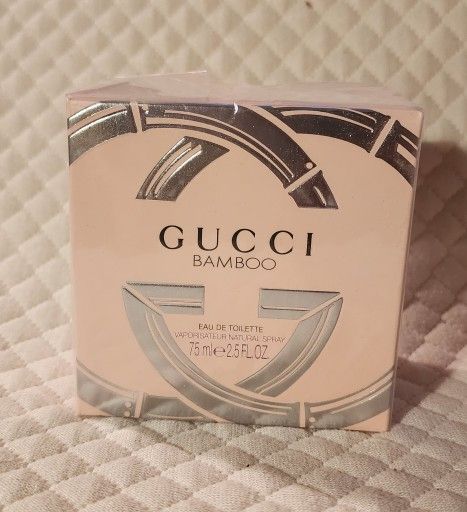 GUCCI
BAMBOO
EAU DE TOILETTE
VAPORISATEUR NATURAL SPRAY
75 ml e 2.5 FL.OZ.